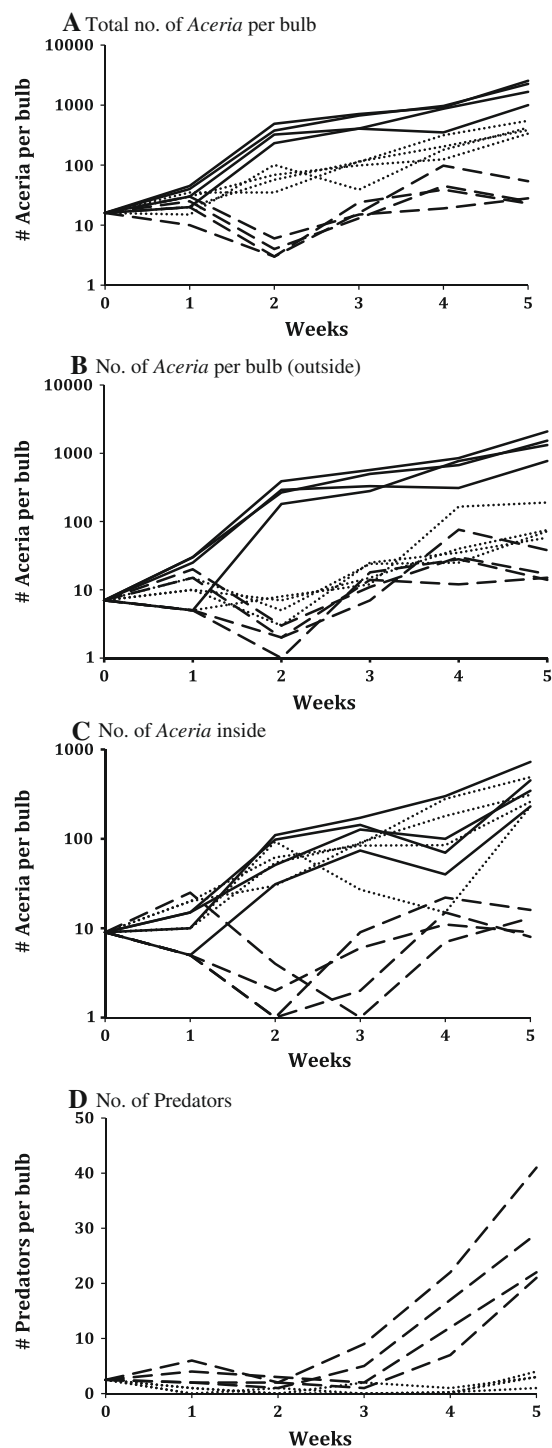 A Total no. of Aceria per bulb
# Aceria per bulb
10000
1000
100
10
1
0 1 2 3 4 5
Weeks
B No. of Aceria per bulb (outside)
# Aceria per bulb
10000
1000
100
10
1
0 1 2 3 4 5
Weeks
C No. of Aceria inside
# Aceria per bulb
1000
100
10
1
0 1 2 3 4 5
Weeks
D No. of Predators
# Predators per bulb
50
40
30
20
10
0
0 1 2 3 4 5
Weeks